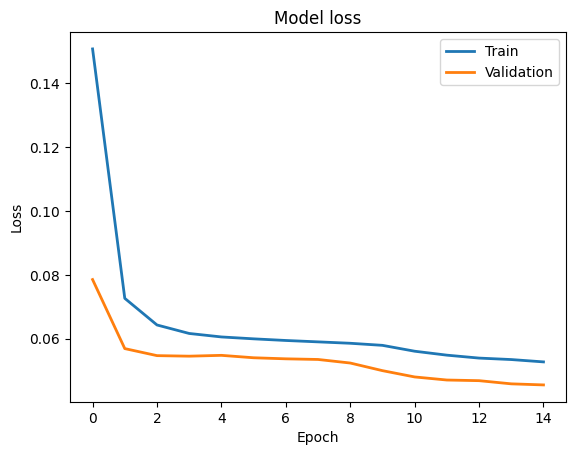 Model loss
Train
Validation
0.14
0.12
0.10
0.08
0.06
Loss
0 2 4 6 8 10 12 14
Epoch